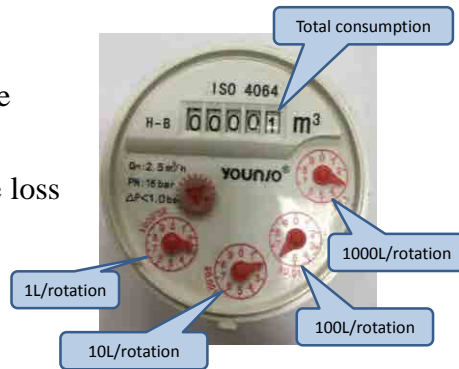 Total consumption
e
ISO 4064
H-B 00001 m³
loss
Qn:2.5m³/h
PN:16bar
ΔP<1.0bar
YOUNIO®
1000L/rotation
1L/rotation
100L/rotation
10L/rotation